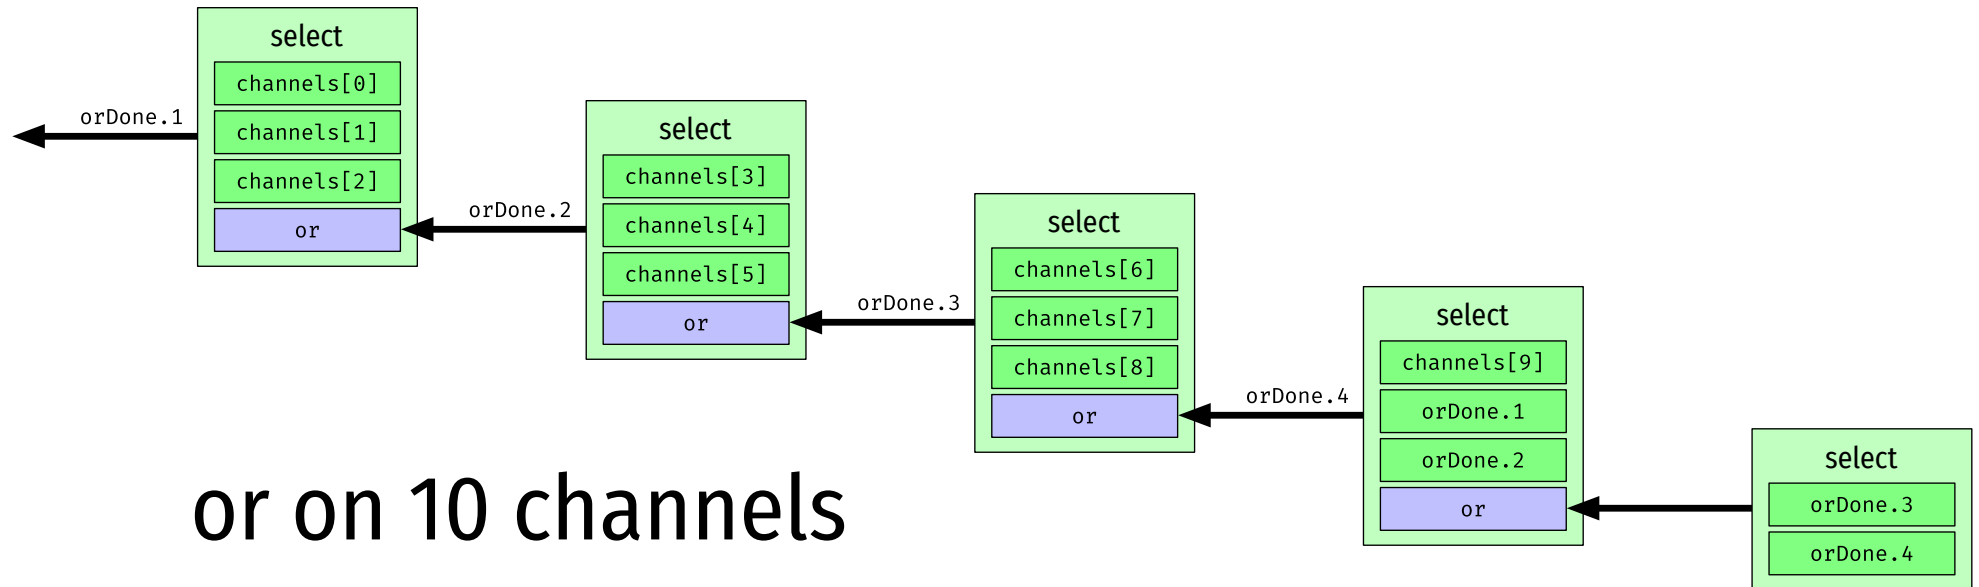 select
channels[0]
channels[1]
channels[2]
or
orDone.1
select
channels[3]
channels[4]
channels[5]
or
orDone.2
select
channels[6]
channels[7]
channels[8]
or
orDone.3
select
channels[9]
orDone.1
orDone.2
or
orDone.4
select
orDone.3
orDone.4
or on 10 channels